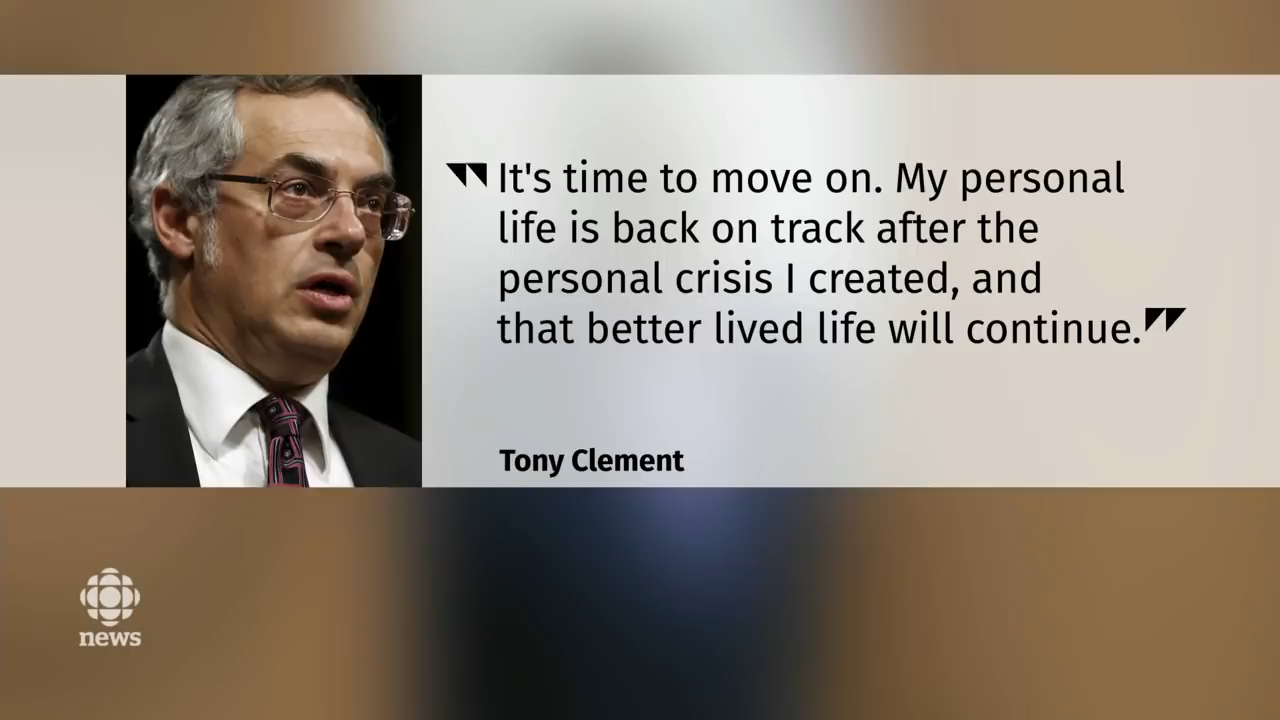 "It's time to move on. My personal
life is back on track after the
personal crisis I created, and
that better lived life will continue."
Tony Clement
news